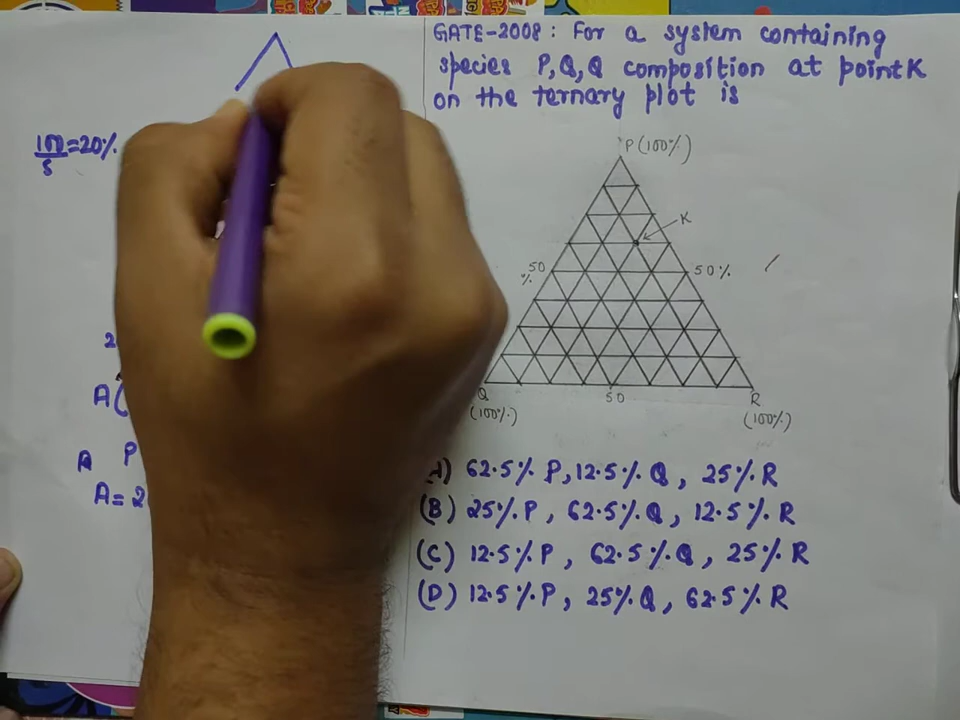 GATE-2008: For a system containing
species P,Q,Q composition at point K
on the ternary plot is
100/5=20%
P(100%)
K
50
%
50%
2
A(
Q
50
R
(100%)
(100%)
A P
A= 2
A) 62.5% P, 12.5% Q, 25% R
(B) 25% P, 62.5% Q, 12.5% R
(C) 12.5% P, 62.5% Q, 25% R
(D) 12.5% P, 25% Q, 62.5% R